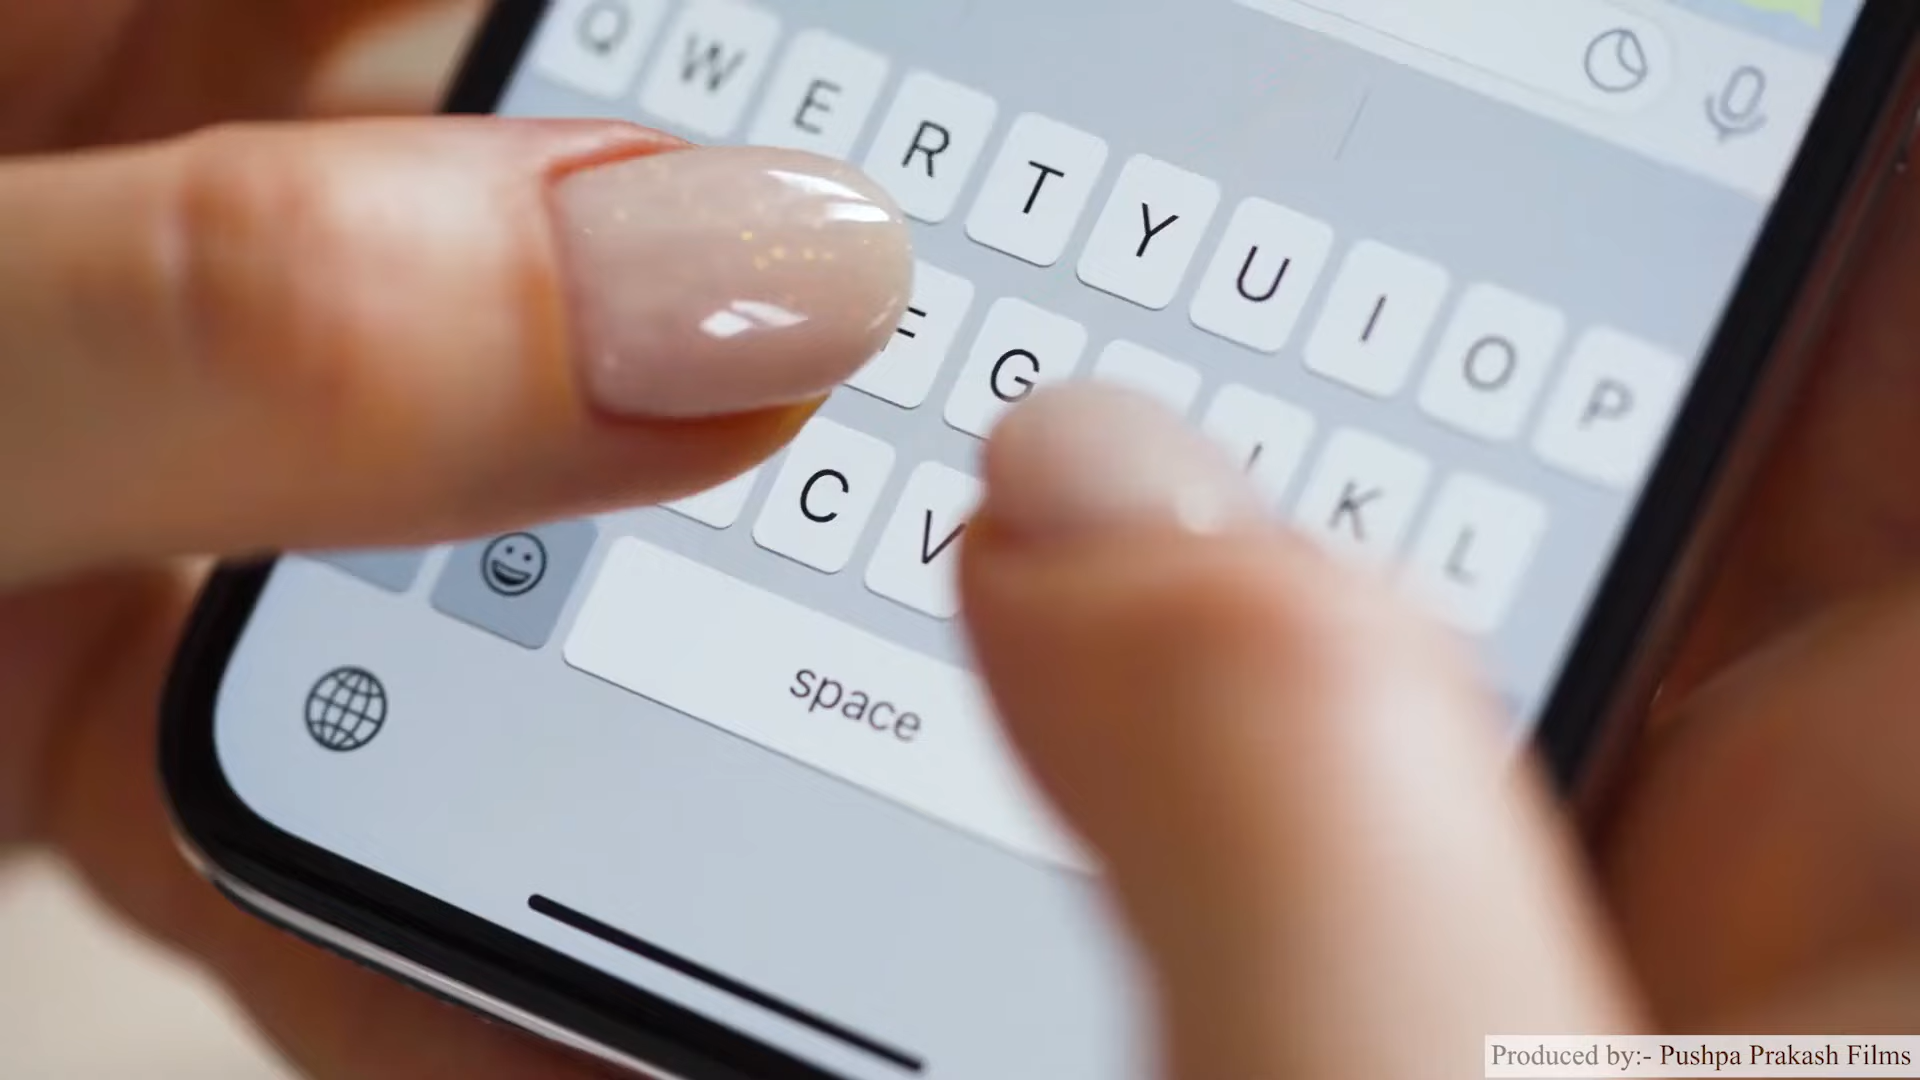 Q W E R T Y U I O P
F G J K L
C V
space
Produced by:- Pushpa Prakash Films